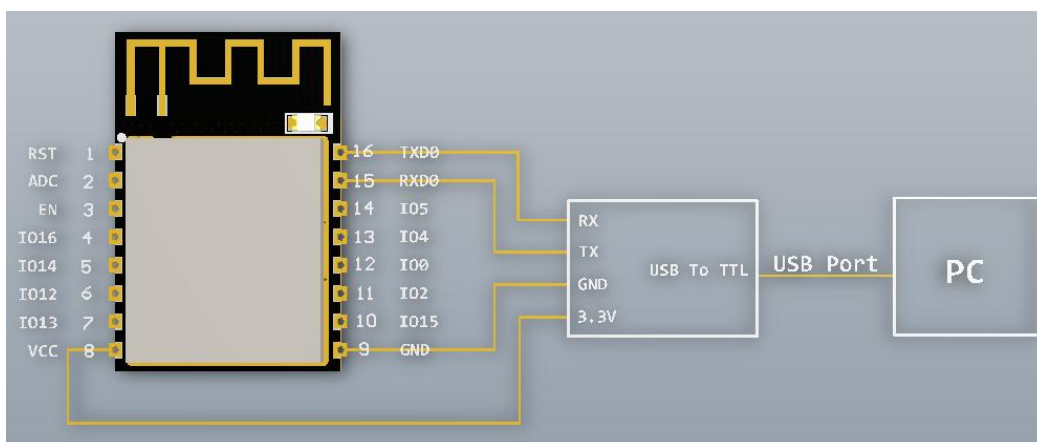 RST 1
ADC 2
EN 3
IO16 4
IO14 5
IO12 6
IO13 7
VCC 8
16 TXD0
15 RXD0
14 IO5
13 IO4
12 IO0
11 IO2
10 IO15
9 GND
RX
TX
GND
3.3V
USB To TTL
USB Port
PC